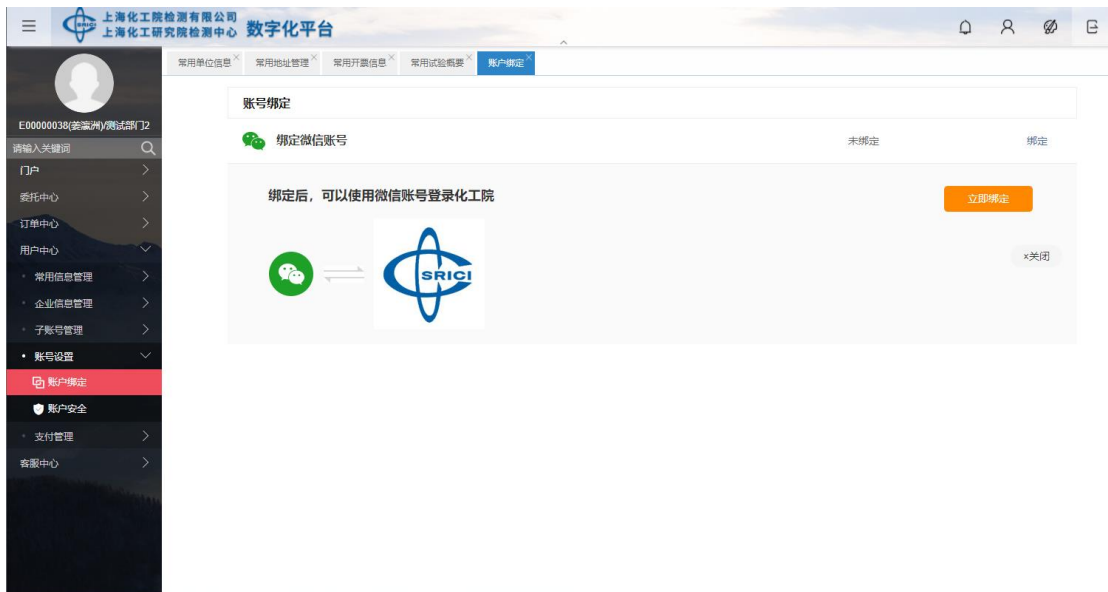 上海化工院检测有限公司
上海化工研究院检测中心
数字化平台
SRICI
常用单位信息 常用地址管理 常用开票信息 常用试验概要 账户绑定
E00000038(姜瀛洲)/测试部门2
请输入关键词
门户
委托中心
订单中心
用户中心
常用信息管理
企业信息管理
子账号管理
账号设置
账户绑定
账户安全
支付管理
客服中心
账号绑定
绑定微信账号 未绑定 绑定
绑定后，可以使用微信账号登录化工院 立即绑定
×关闭
SRICI